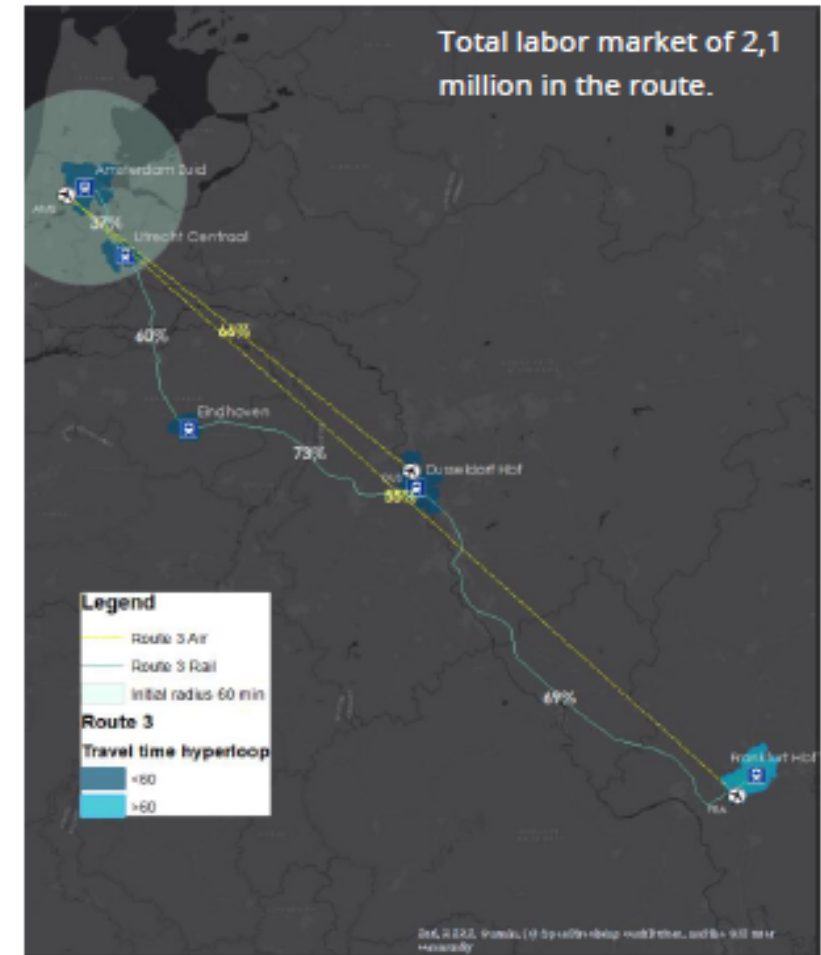 Total labor market of 2,1
million in the route.
Amsterdam Zuid
AMS
37%
Utrecht Centraal
60%
66%
Eindhoven
73%
Dusseldorf Hbf
55%
69%
Frankfurt Hbf
FRA
Legend
Route 3 Air
Route 3 Rail
Initial radius 60 min
Route 3
Travel time hyperloop
<60
>60